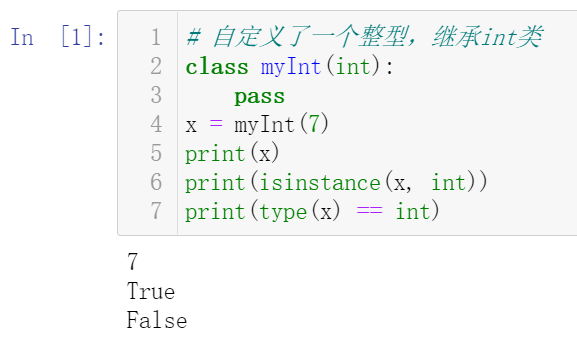 In [1]:
1 # 自定义了一个整型，继承int类
2 class myInt(int):
3     pass
4 x = myInt(7)
5 print(x)
6 print(isinstance(x, int))
7 print(type(x) == int)
7
True
False